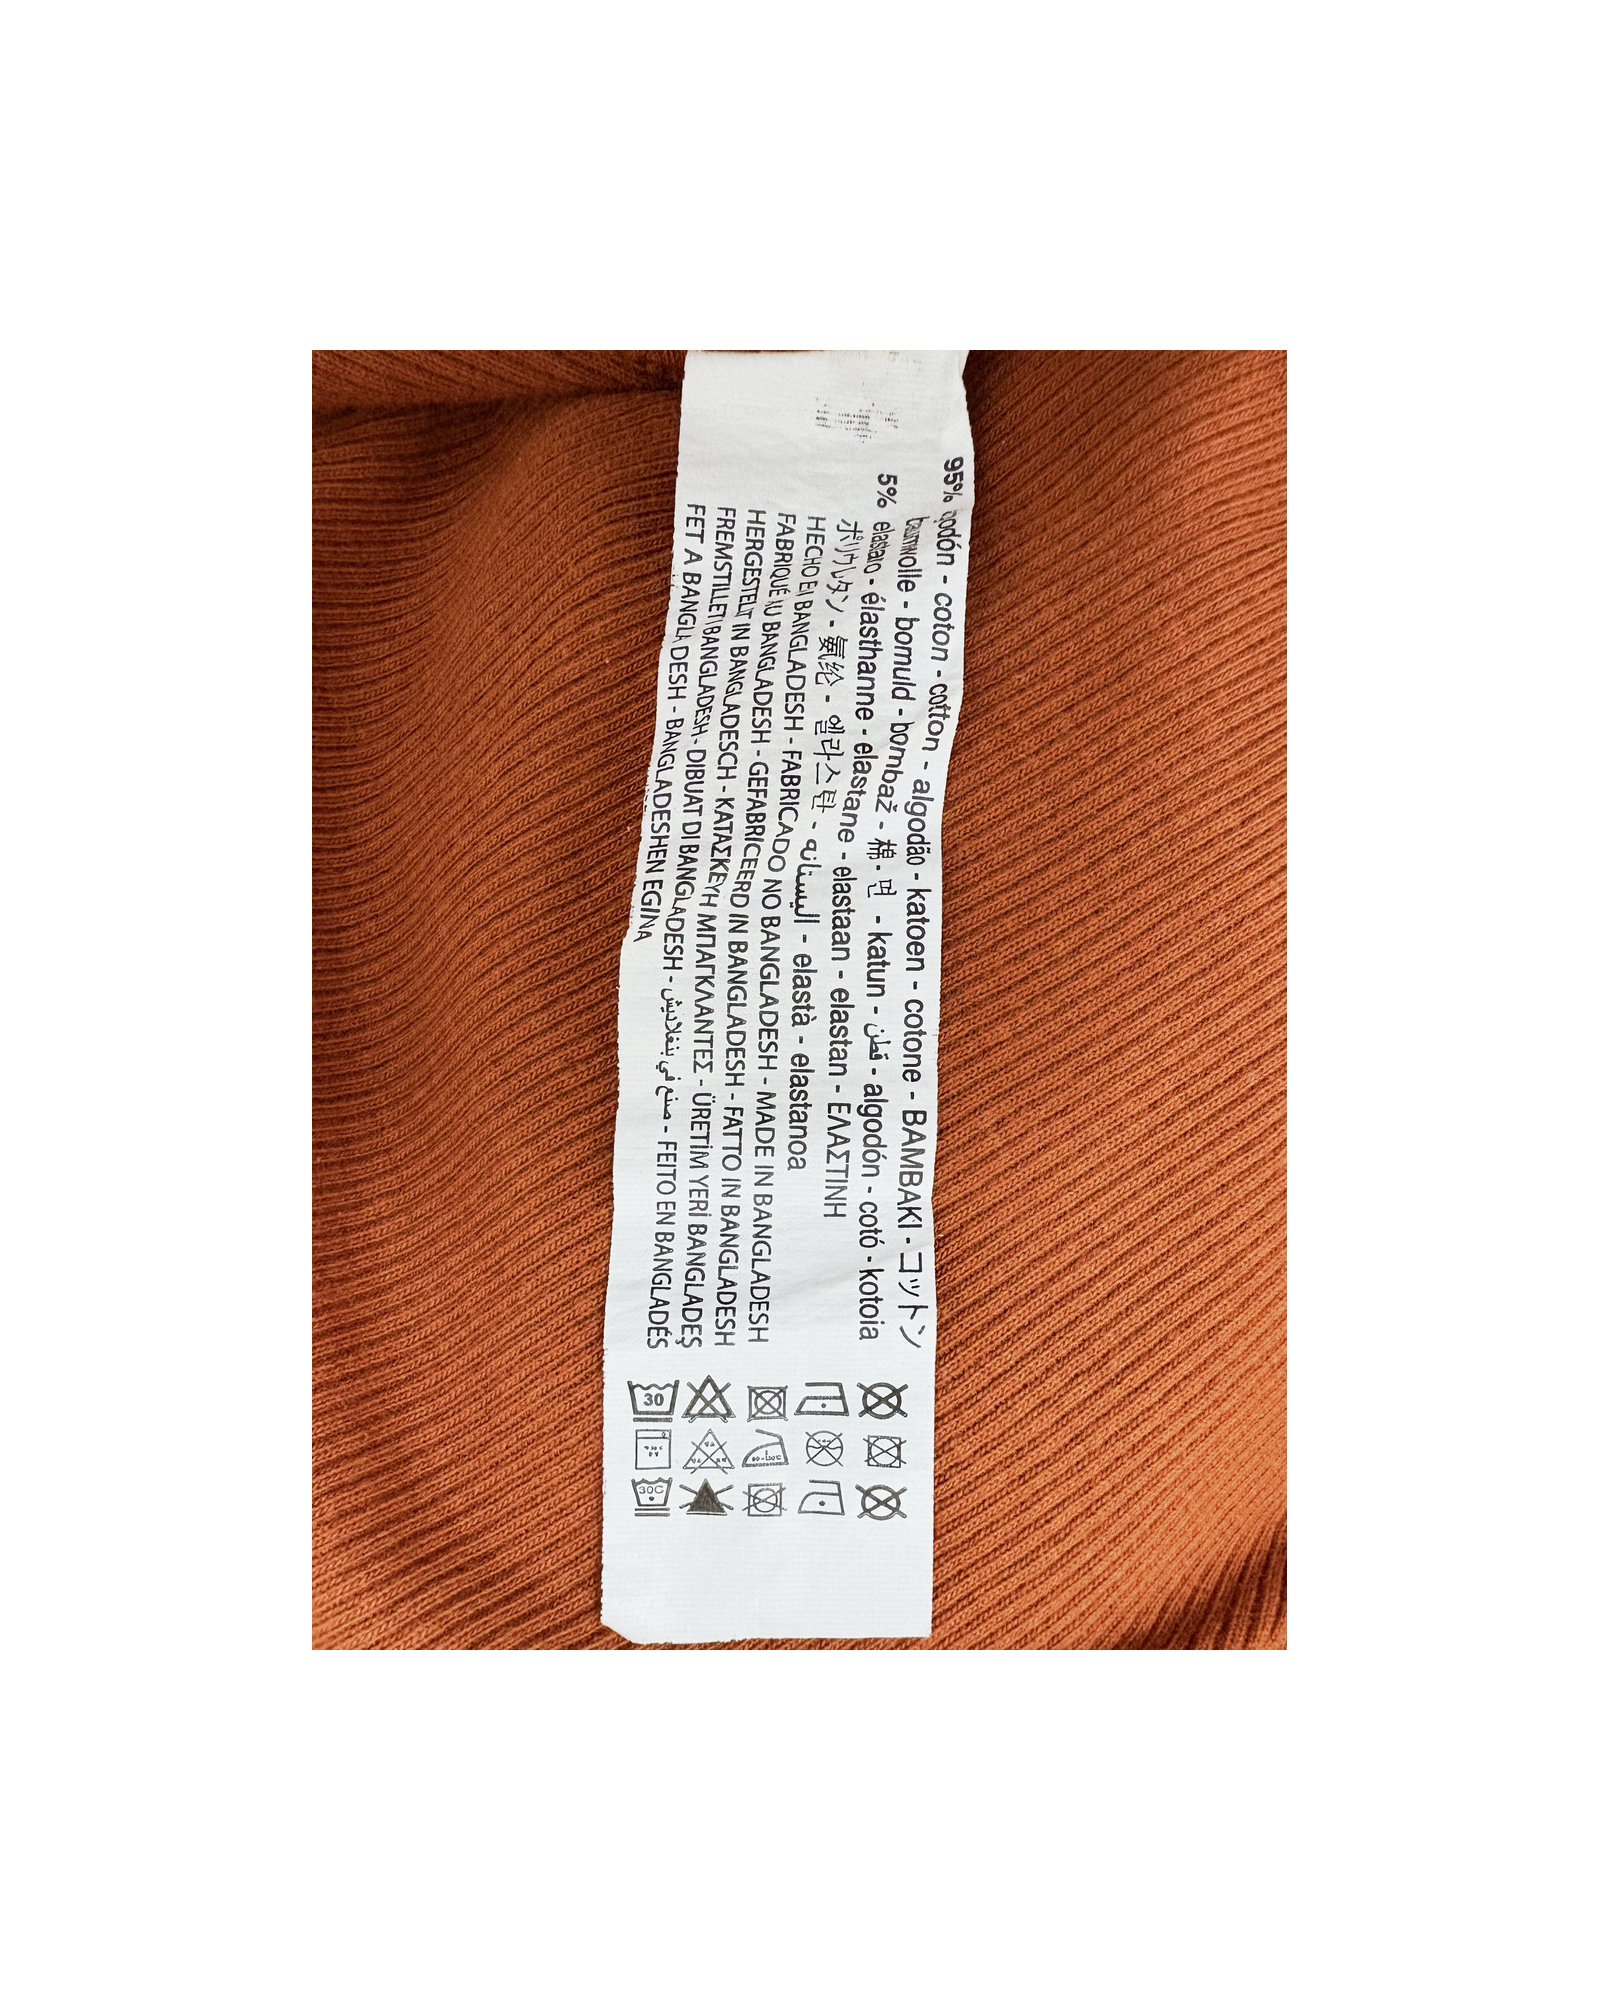 95% algodón - coton - cotton - algodão - katoen - cotone - ΒΑΜΒΑΚΙ - コットン
baumwolle - bomuld - bombaž - 棉 - 면 - katun - قطن - algodón - cotó - kotoia
5% elastano - élasthanne - elastane - elastaan - elastan - ΕΛΑΣΤΙΝΗ
ポリウレタン - 氨纶 - 엘라스탄 - اليستانه - elastà - elastanoa
HECHO EN BANGLADESH - FABRICADO NO BANGLADESH - MADE IN BANGLADESH
FABRIQUÉ AU BANGLADESH - GEFABRICEERD IN BANGLADESH - FATTO IN BANGLADESH
HERGESTELLT IN BANGLADESCH - ΚΑΤΑΣΚΕΥΗ ΜΠΑΓΚΛΑΝΤΕΣ - ÜRETİM YERİ BANGLADEŞ
FREMSTILLET I BANGLADESH - DIBUAT DI BANGLADESH - صنع في بنغلاديش - FEITO EN BANGLADÉS
FET A BANGLADESH - BANGLADESHEN EGINA
30
30C